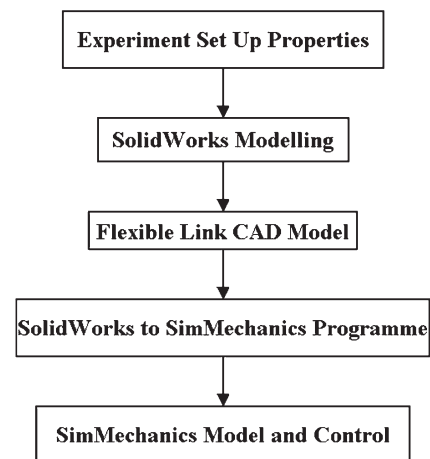 Experiment Set Up Properties
SolidWorks Modelling
Flexible Link CAD Model
SolidWorks to SimMechanics Programme
SimMechanics Model and Control